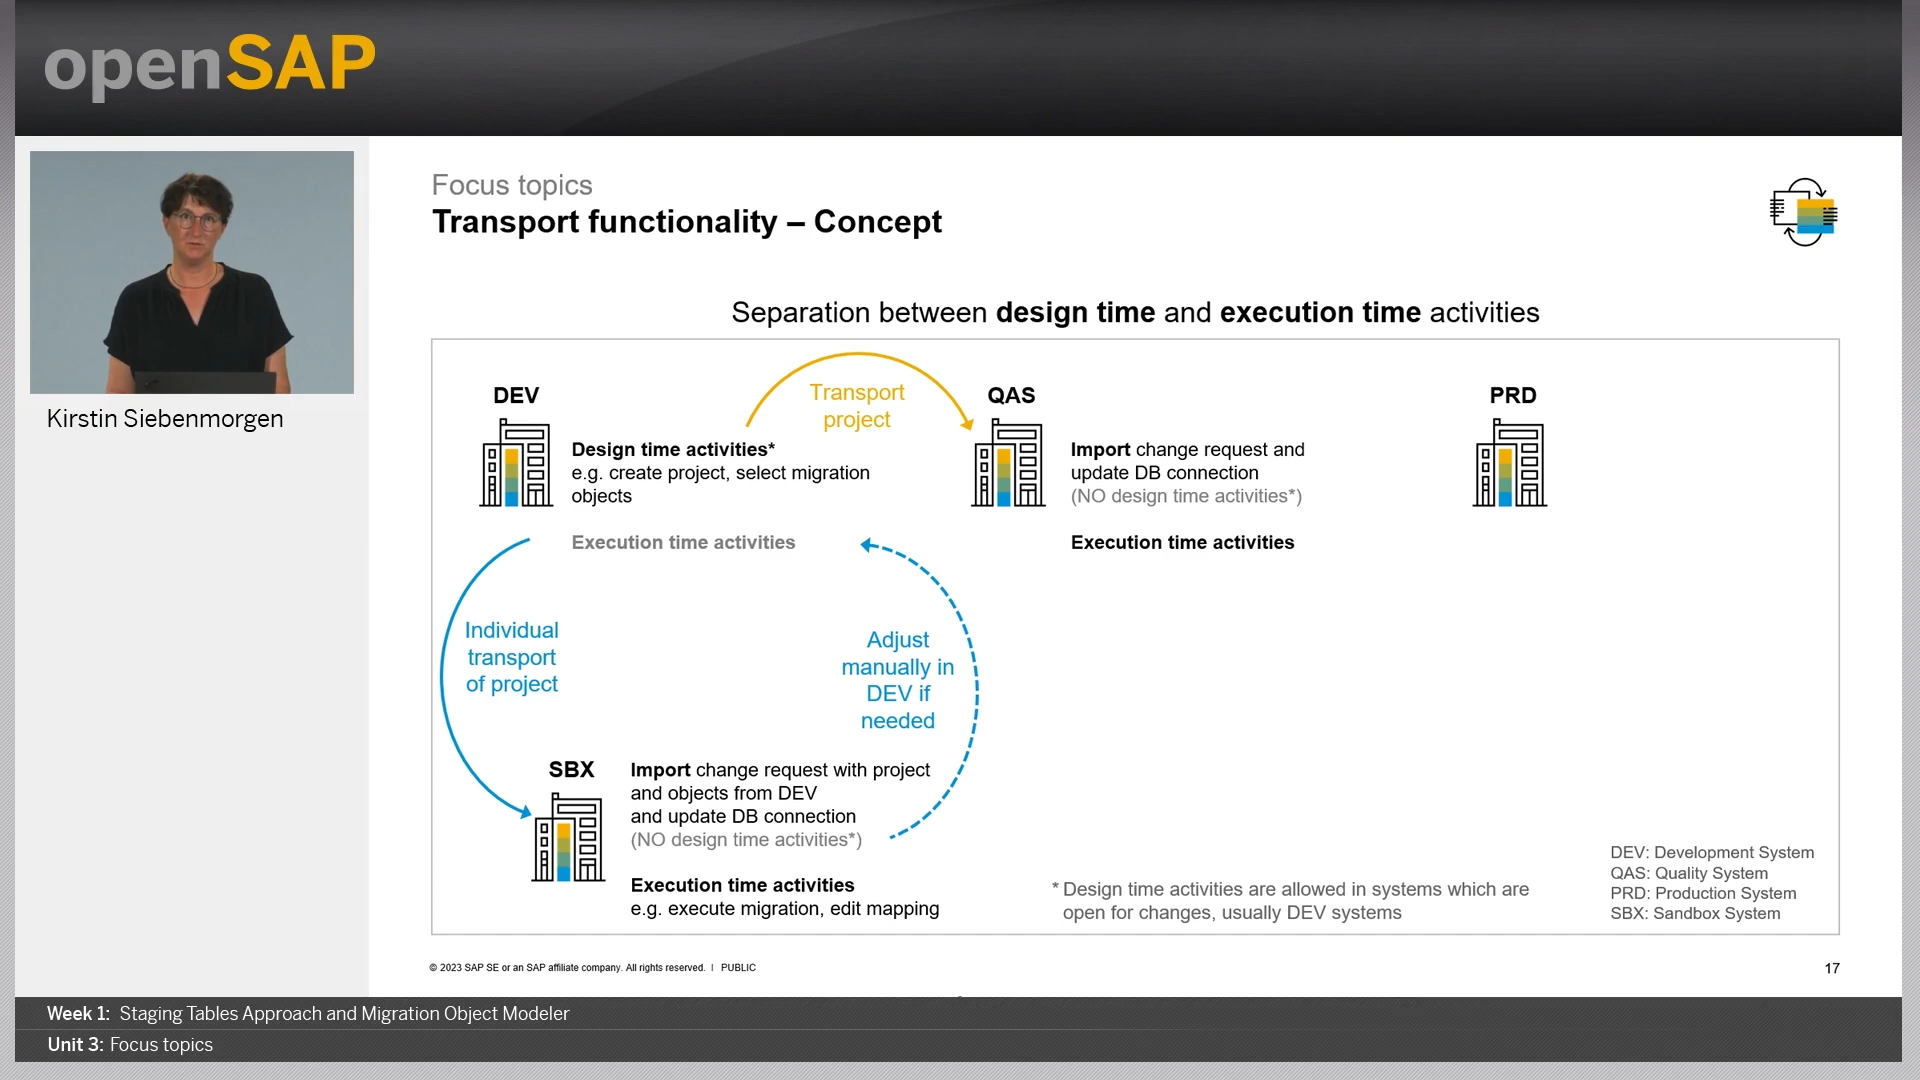 openSAP
Kirstin Siebenmorgen
Focus topics
Transport functionality – Concept
Separation between design time and execution time activities
DEV
Design time activities*
e.g. create project, select migration
objects
Execution time activities
Transport
project
QAS
Import change request and
update DB connection
(NO design time activities*)
Execution time activities
PRD
Individual
transport
of project
Adjust
manually in
DEV if
needed
SBX
Import change request with project
and objects from DEV
and update DB connection
(NO design time activities*)
Execution time activities
e.g. execute migration, edit mapping
* Design time activities are allowed in systems which are
open for changes, usually DEV systems
DEV: Development System
QAS: Quality System
PRD: Production System
SBX: Sandbox System
© 2023 SAP SE or an SAP affiliate company. All rights reserved. | PUBLIC
17
Week 1: Staging Tables Approach and Migration Object Modeler
Unit 3: Focus topics